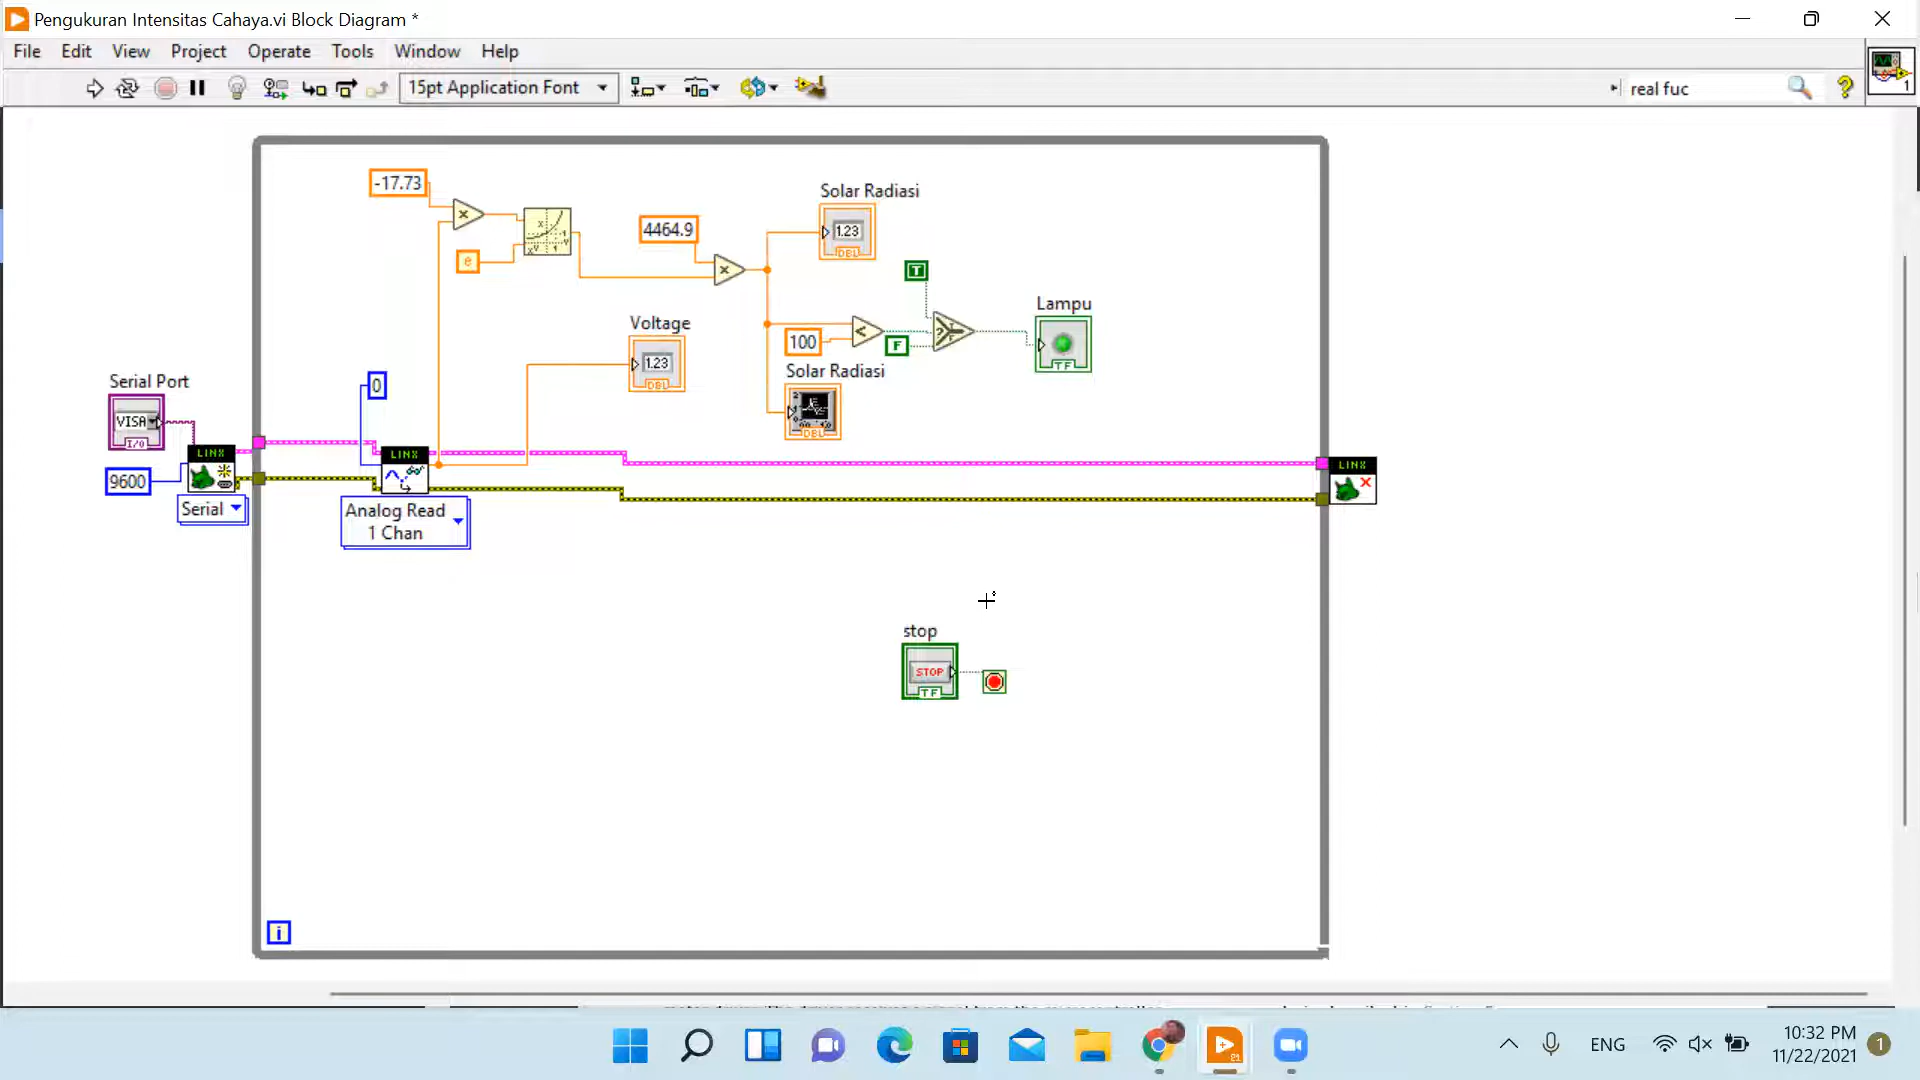 Pengukuran Intensitas Cahaya.vi Block Diagram *
File Edit View Project Operate Tools Window Help
15pt Application Font
real fuc
1
-17.73
Solar Radiasi
4464.9
1.23
DBL
e
T
Lampu
Voltage
100
F
1.23
DBL
TF
Solar Radiasi
Serial Port
0
DBL
VISA
I/O
LINX
LINX
LINX
9600
Serial
Analog Read
1 Chan
stop
STOP
TF
i
ENG
10:32 PM
11/22/2021
1